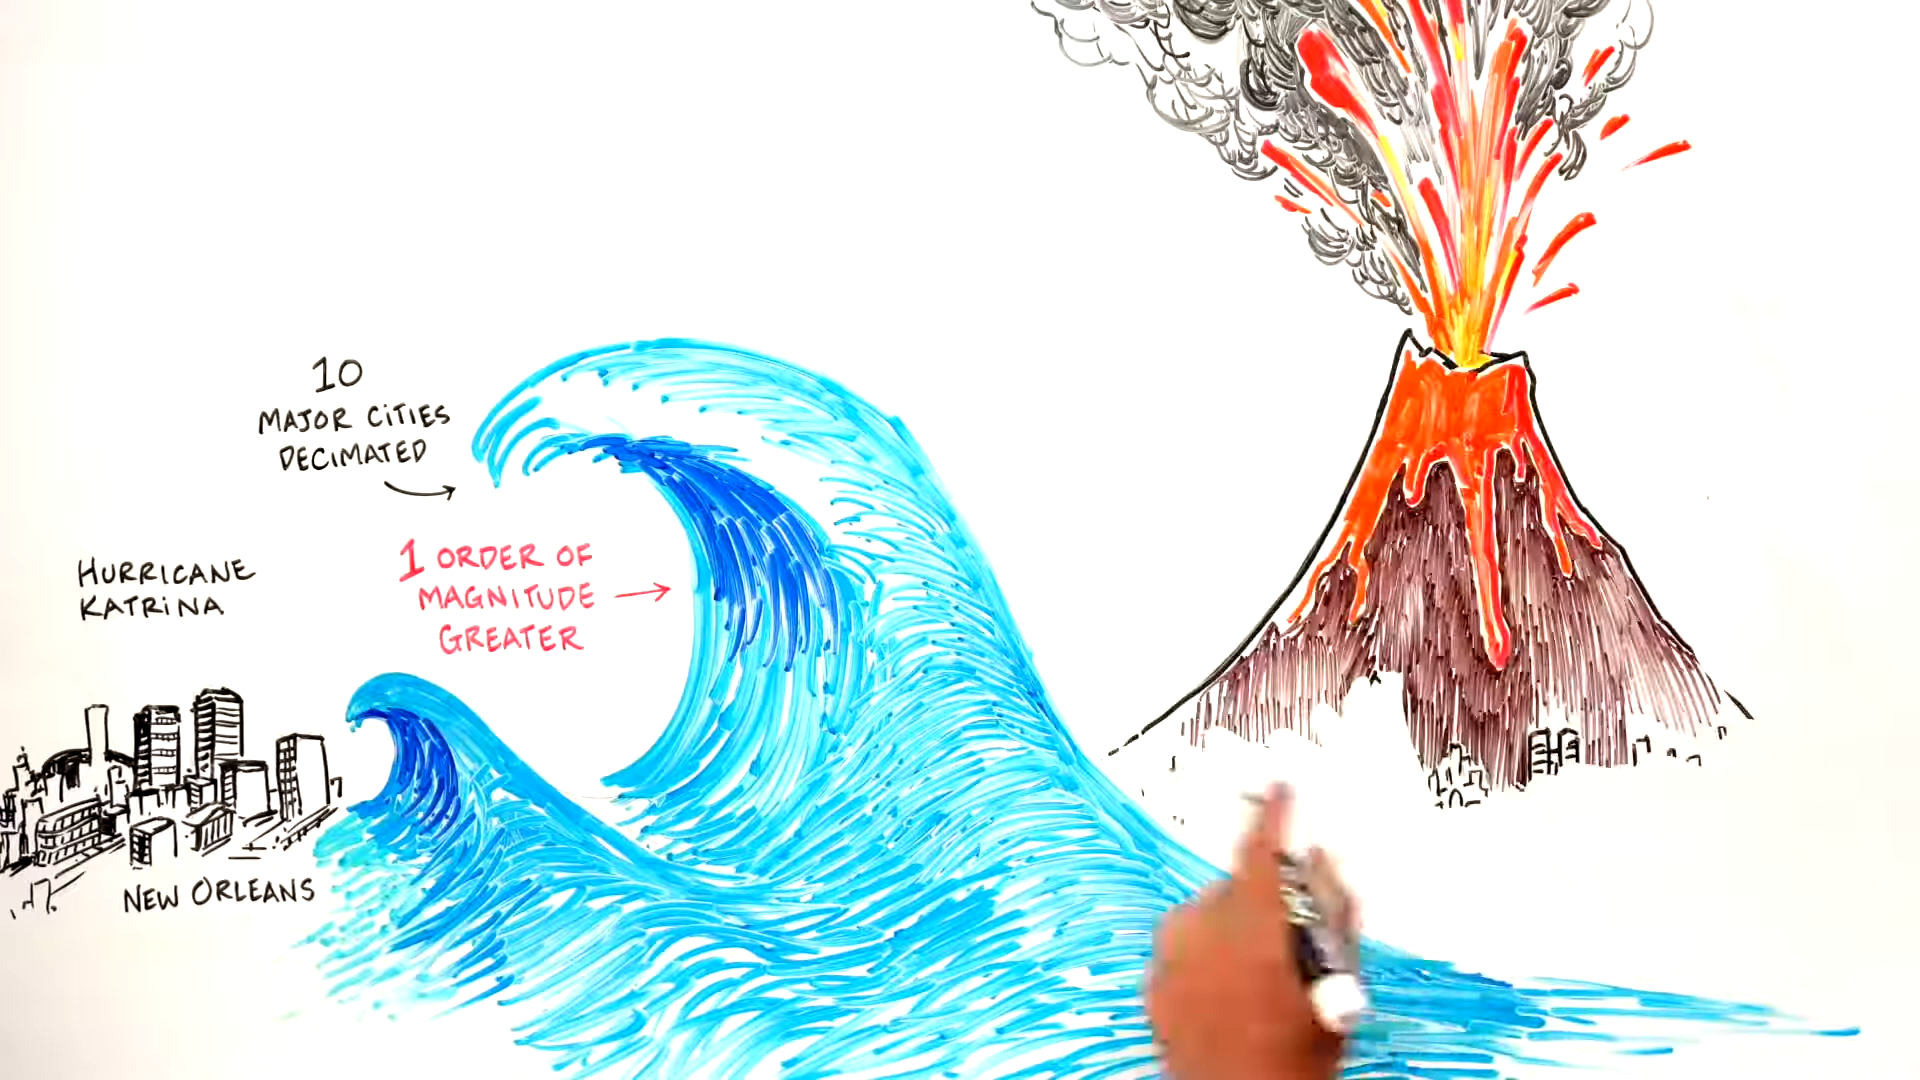 10
MAJOR CITIES
DECIMATED
1 ORDER OF
MAGNITUDE
GREATER
HURRICANE
KATRINA
NEW ORLEANS